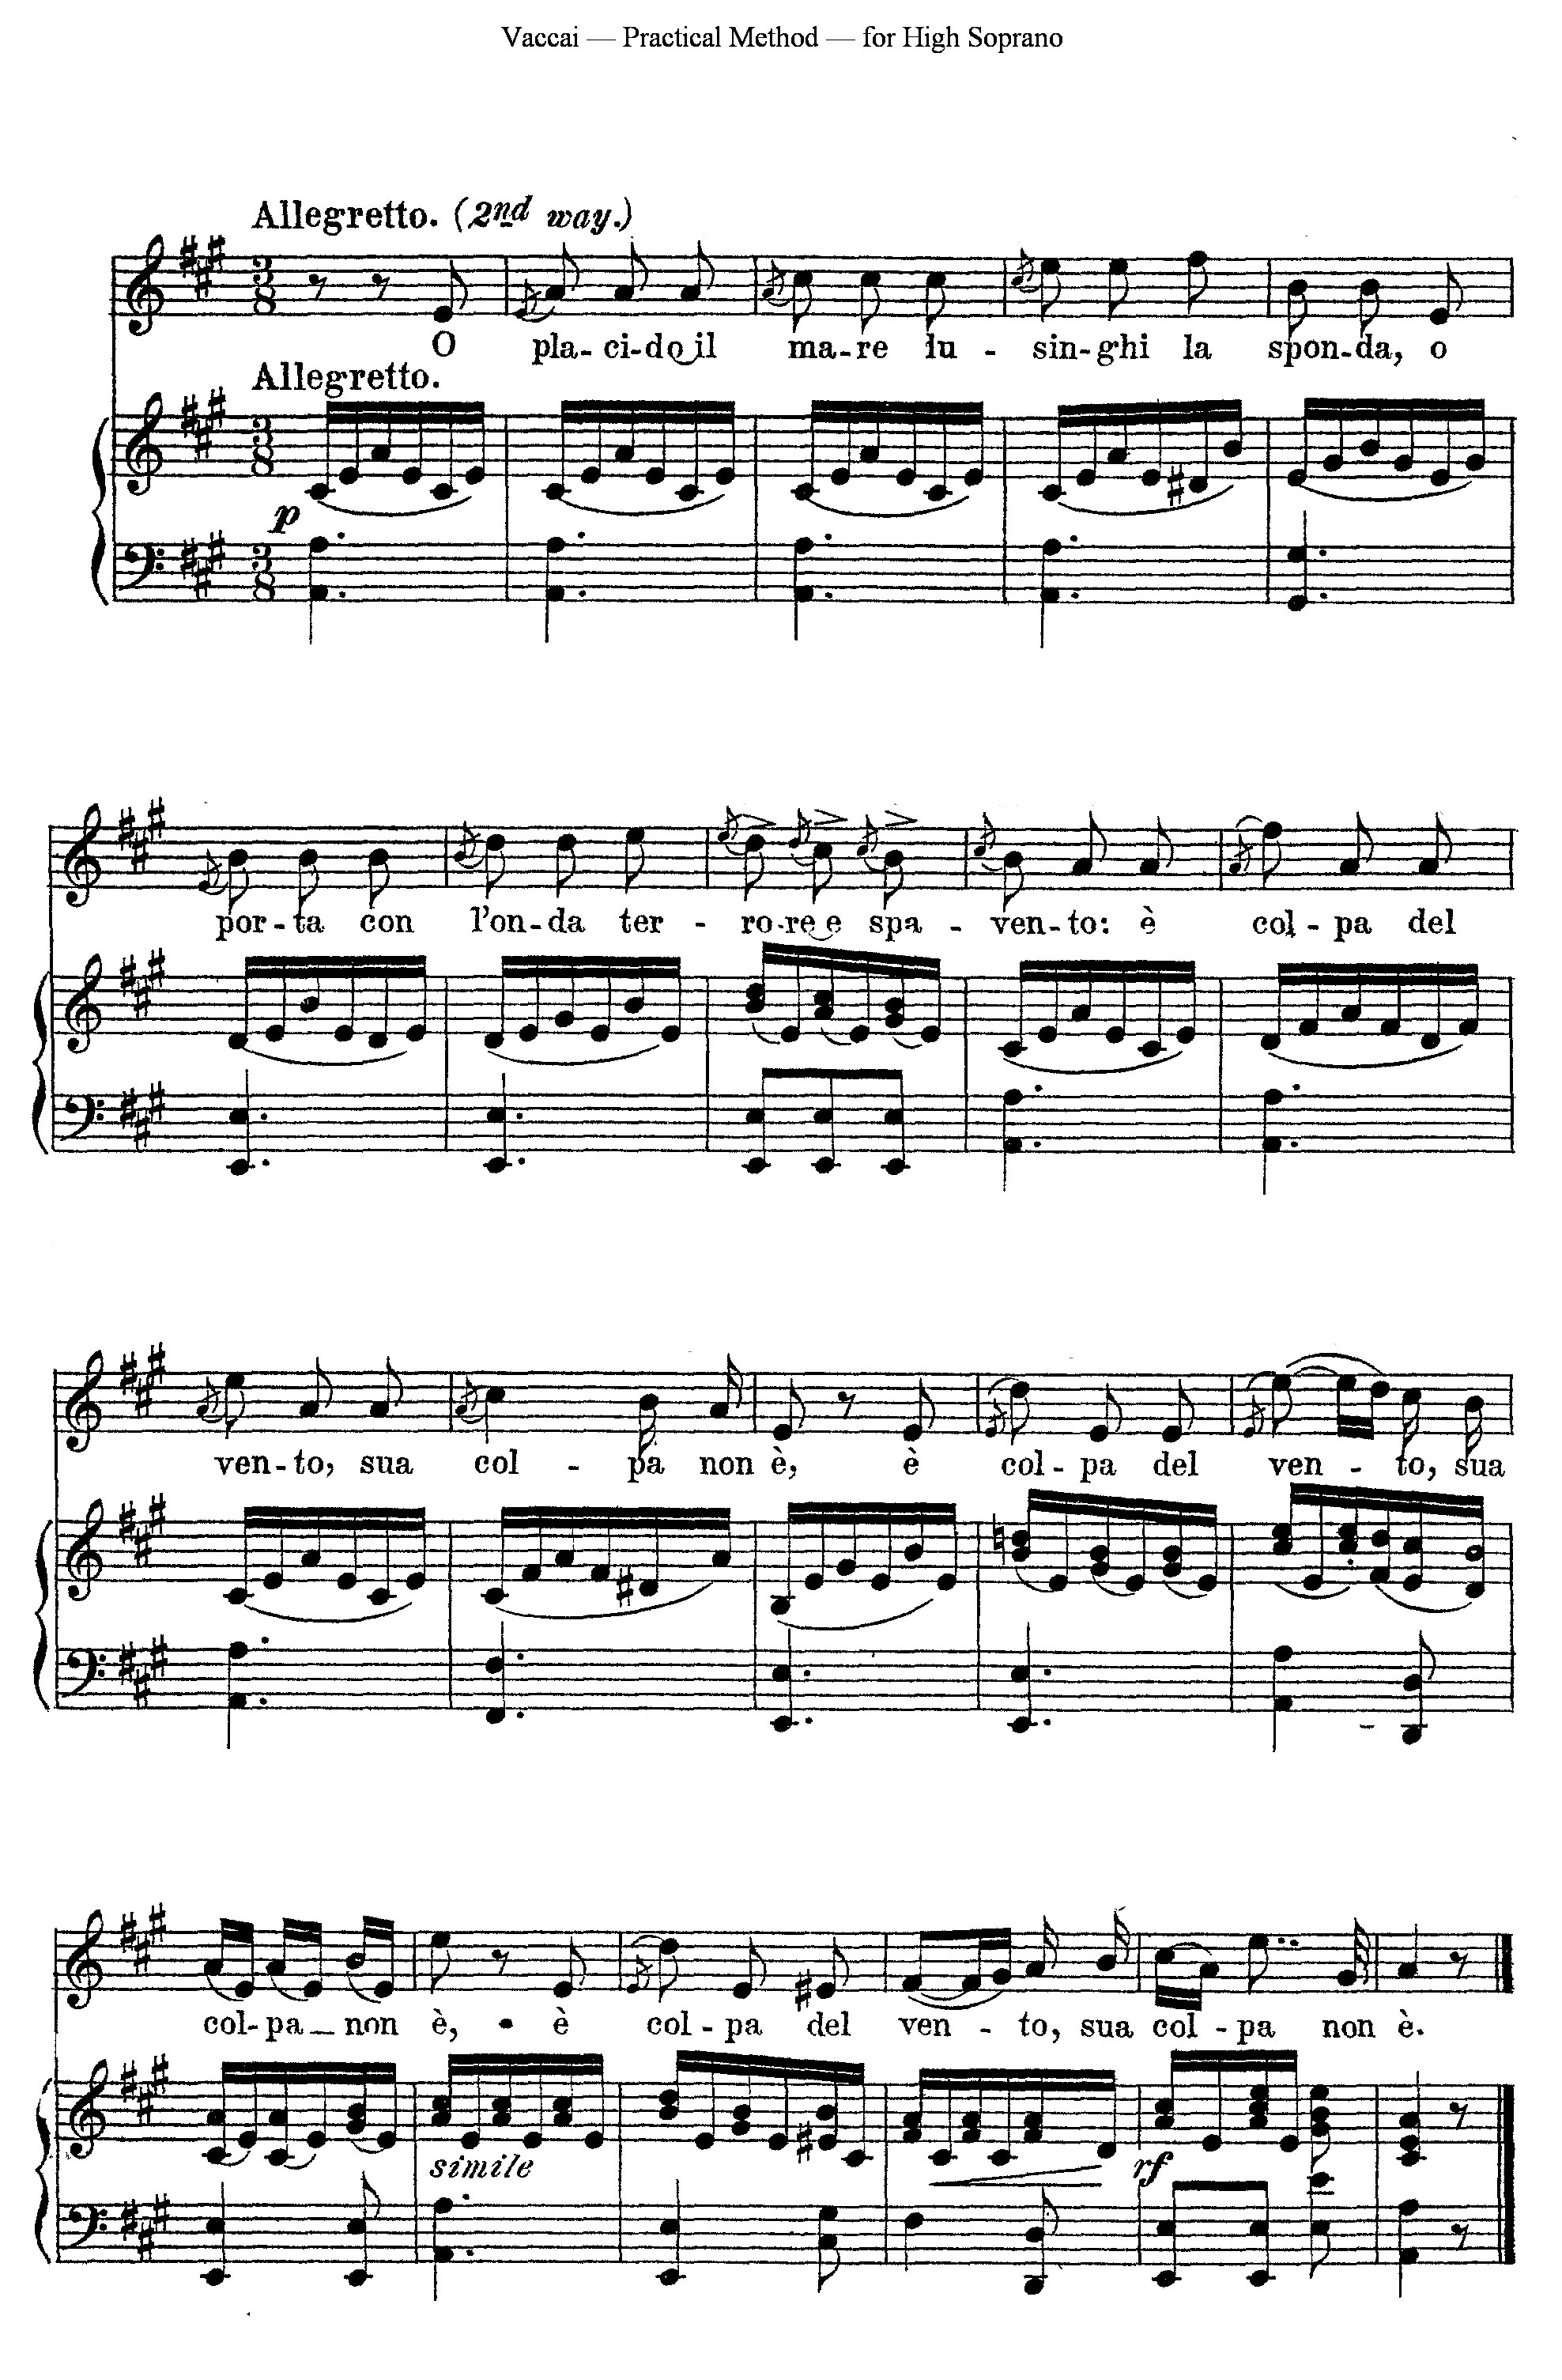 Vaccai — Practical Method — for High Soprano
Allegretto. (2nd way.)
O pla-ci-do il ma-re lu-sin-ghi la spon-da, o
Allegretto.
p
por-ta con l'on-da ter-ro-re e spa-ven-to: è col-pa del
ven-to, sua col-pa non è, è col-pa del ven-to, sua
col-pa non è, è col-pa del ven-to, sua col-pa non è.
simile
rf